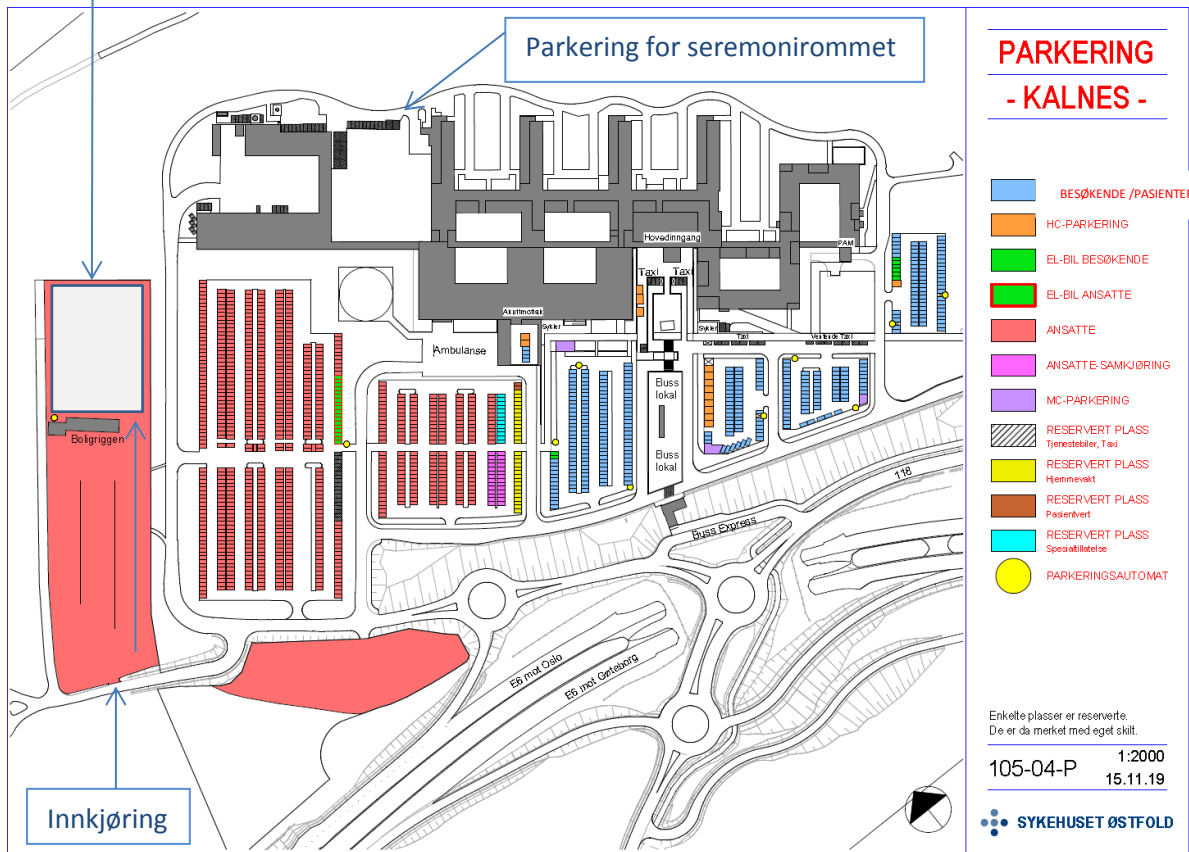 Parkering for seremonirommet
Hovedinngang
PAM
Taxi
Taxi
Akuttmottak
Sykler
Sykler
Taxi
Ventende Taxi
Ambulanse
Buss
lokal
Buss
lokal
Boligriggen
118
Buss Express
E6 mot Oslo
E6 mot Gøteborg
Innkjøring
PARKERING
- KALNES -
BESØKENDE /PASIENTER
HC-PARKERING
EL-BIL BESØKENDE
EL-BIL ANSATTE
ANSATTE
ANSATTE-SAMKJØRING
MC-PARKERING
RESERVERT PLASS
Tjenestebiler, Taxi
RESERVERT PLASS
Hjemmevakt
RESERVERT PLASS
Pasientvert
RESERVERT PLASS
Spesialtillatelse
PARKERINGSAUTOMAT
Enkelte plasser er reserverte.
De er da merket med eget skilt.
105-04-P
1:2000
15.11.19
SYKEHUSET ØSTFOLD